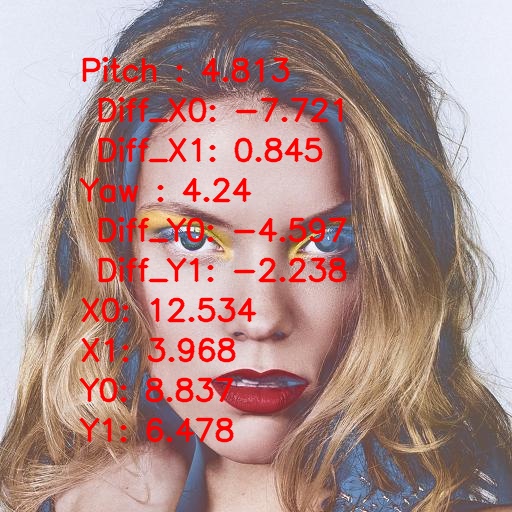 Pitch : 4.813
Diff_X0: -7.721
Diff_X1: 0.845
Yaw : 4.24
Diff_Y0: -4.597
Diff_Y1: -2.238
X0: 12.534
X1: 3.968
Y0: 8.837
Y1: 6.478